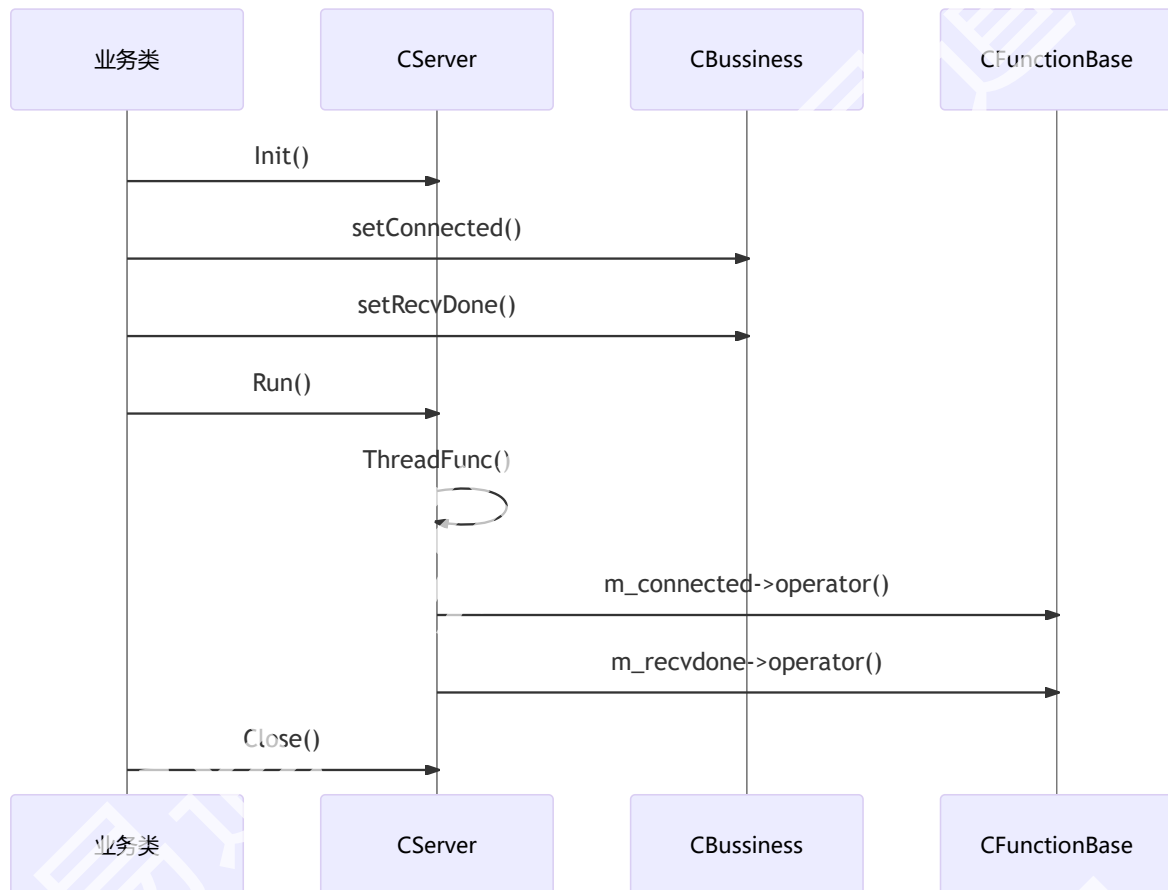 业务类
CServer
CBussiness
CFunctionBase
Init()
setConnected()
setRecvDone()
Run()
ThreadFunc()
m_connected->operator()
m_recvdone->operator()
Close()
业务类
CServer
CBussiness
CFunctionBase